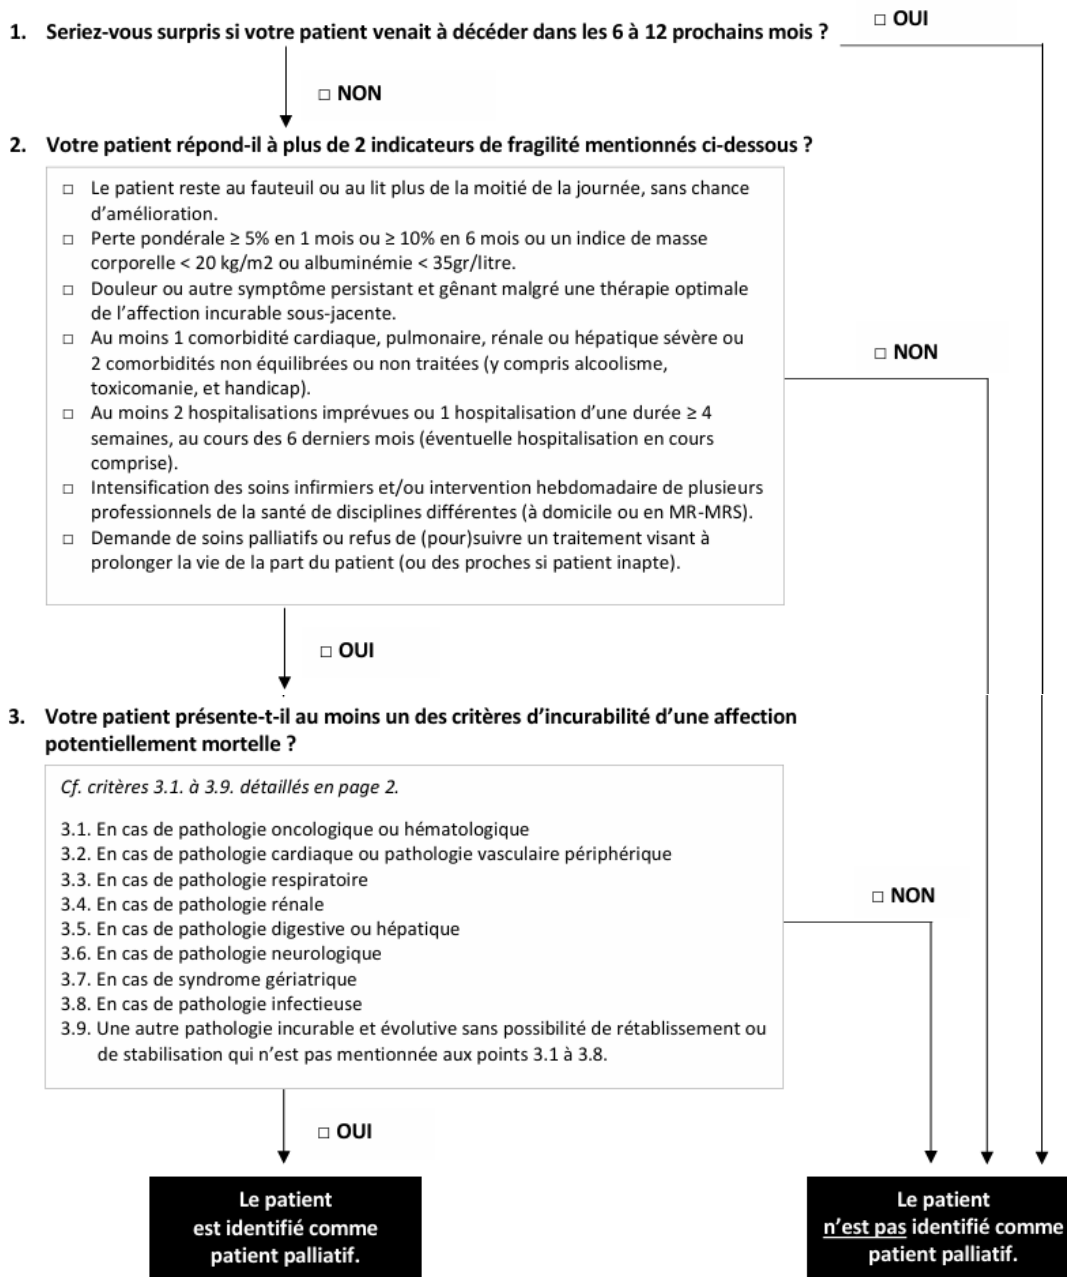 1. Seriez-vous surpris si votre patient venait à décéder dans les 6 à 12 prochains mois ?
□ OUI
□ NON
2. Votre patient répond-il à plus de 2 indicateurs de fragilité mentionnés ci-dessous ?
□ Le patient reste au fauteuil ou au lit plus de la moitié de la journée, sans chance
d’amélioration.
□ Perte pondérale ≥ 5% en 1 mois ou ≥ 10% en 6 mois ou un indice de masse
corporelle < 20 kg/m2 ou albuminémie < 35gr/litre.
□ Douleur ou autre symptôme persistant et gênant malgré une thérapie optimale
de l’affection incurable sous-jacente.
□ Au moins 1 comorbidité cardiaque, pulmonaire, rénale ou hépatique sévère ou
2 comorbidités non équilibrées ou non traitées (y compris alcoolisme,
toxicomanie, et handicap).
□ Au moins 2 hospitalisations imprévues ou 1 hospitalisation d’une durée ≥ 4
semaines, au cours des 6 derniers mois (éventuelle hospitalisation en cours
comprise).
□ Intensification des soins infirmiers et/ou intervention hebdomadaire de plusieurs
professionnels de la santé de disciplines différentes (à domicile ou en MR-MRS).
□ Demande de soins palliatifs ou refus de (pour)suivre un traitement visant à
prolonger la vie de la part du patient (ou des proches si patient inapte).
□ NON
□ OUI
3. Votre patient présente-t-il au moins un des critères d’incurabilité d’une affection
potentiellement mortelle ?
Cf. critères 3.1. à 3.9. détaillés en page 2.
3.1. En cas de pathologie oncologique ou hématologique
3.2. En cas de pathologie cardiaque ou pathologie vasculaire périphérique
3.3. En cas de pathologie respiratoire
3.4. En cas de pathologie rénale
3.5. En cas de pathologie digestive ou hépatique
3.6. En cas de pathologie neurologique
3.7. En cas de syndrome gériatrique
3.8. En cas de pathologie infectieuse
3.9. Une autre pathologie incurable et évolutive sans possibilité de rétablissement ou
de stabilisation qui n’est pas mentionnée aux points 3.1 à 3.8.
□ NON
□ OUI
Le patient
est identifié comme
patient palliatif.
Le patient
n’est pas identifié comme
patient palliatif.